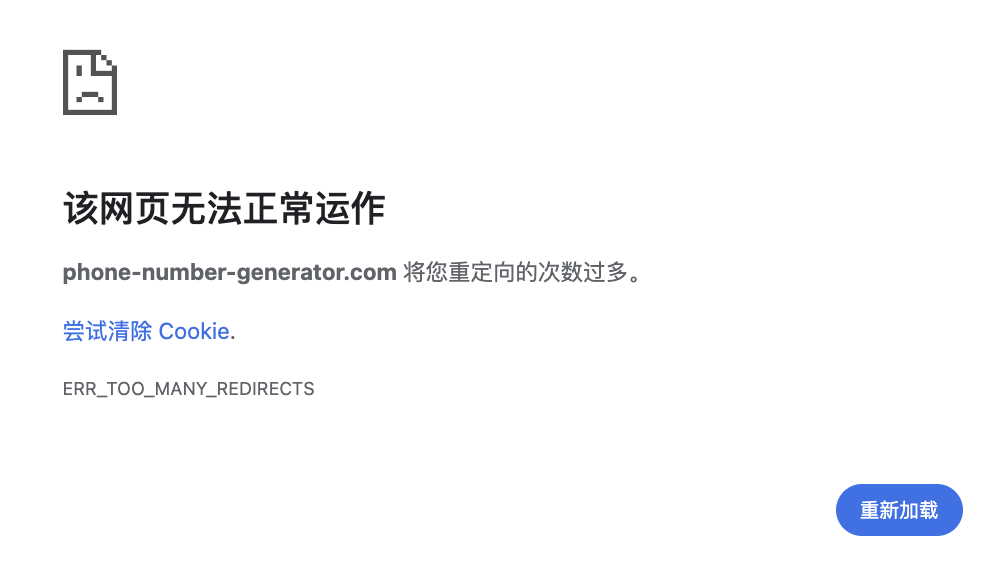 该网页无法正常运作
phone-number-generator.com 将您重定向的次数过多。
尝试清除 Cookie.
ERR_TOO_MANY_REDIRECTS
重新加载